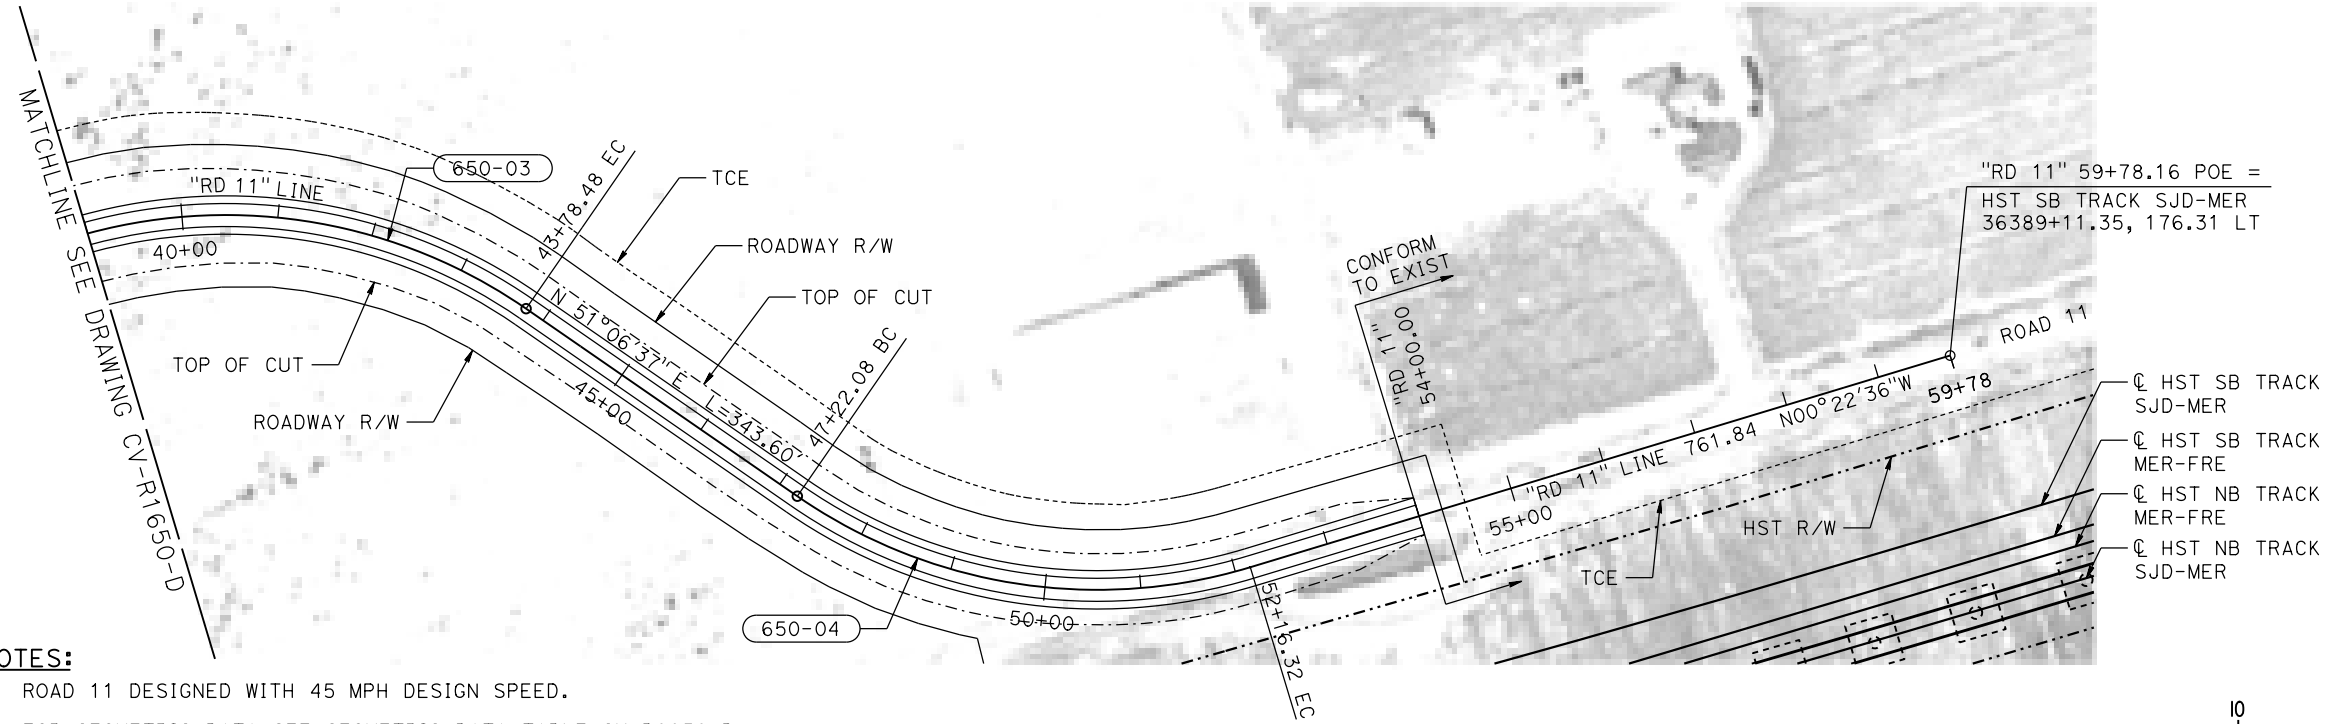 MATCHLINE SEE DRAWING CV-R1650-D
"RD 11" LINE
40+00
650-03
43+78.48 EC
TCE
ROADWAY R/W
TOP OF CUT
N 51°06'37" E
L=343.60'
45+00
47+22.08 BC
TOP OF CUT
ROADWAY R/W
650-04
50+00
52+16.32 EC
CONFORM
TO EXIST
"RD 11"
54+00.00
55+00
"RD 11" LINE 761.84 N00°22'36"W
59+78
"RD 11" 59+78.16 POE =
HST SB TRACK SJD-MER
36389+11.35, 176.31 LT
ROAD 11
TCE
HST R/W
℄ HST SB TRACK
SJD-MER
℄ HST SB TRACK
MER-FRE
℄ HST NB TRACK
MER-FRE
℄ HST NB TRACK
SJD-MER
OTES:
ROAD 11 DESIGNED WITH 45 MPH DESIGN SPEED.
10